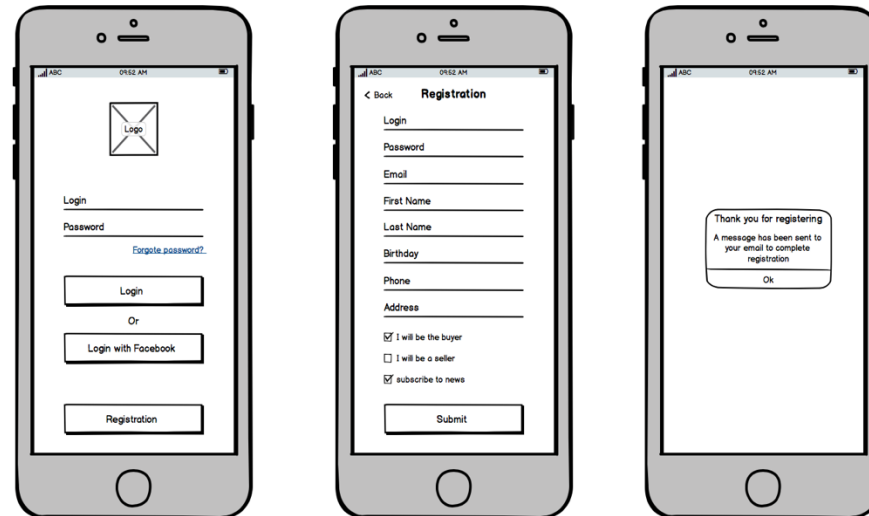 ABC 09:52 AM
Logo
Login
Password
Forgote password?
Login
Or
Login with Facebook
Registration
ABC 09:52 AM
< Back Registration
Login
Password
Email
First Name
Last Name
Birthday
Phone
Address
I will be the buyer
I will be a seller
subscribe to news
Submit
ABC 09:52 AM
Thank you for registering
A message has been sent to
your email to complete
registration
Ok